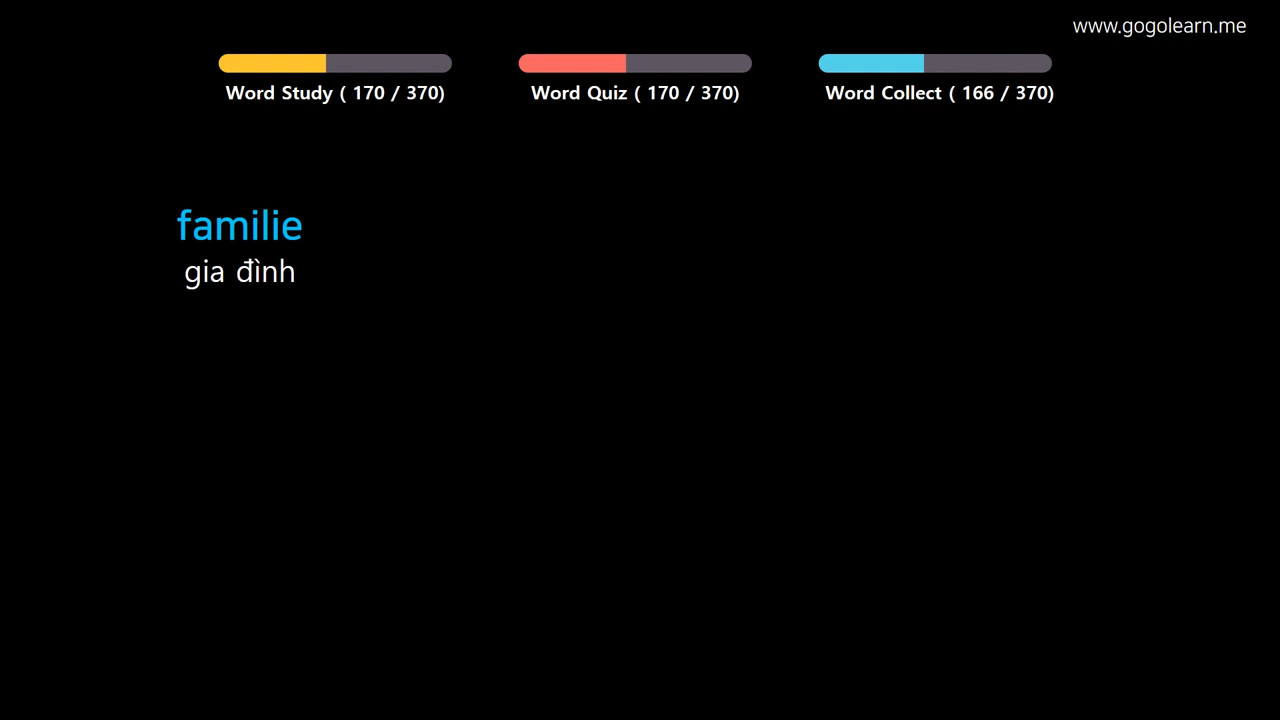 www.gogolearn.me
Word Study ( 170 / 370)
Word Quiz ( 170 / 370)
Word Collect ( 166 / 370)
familie
gia đình